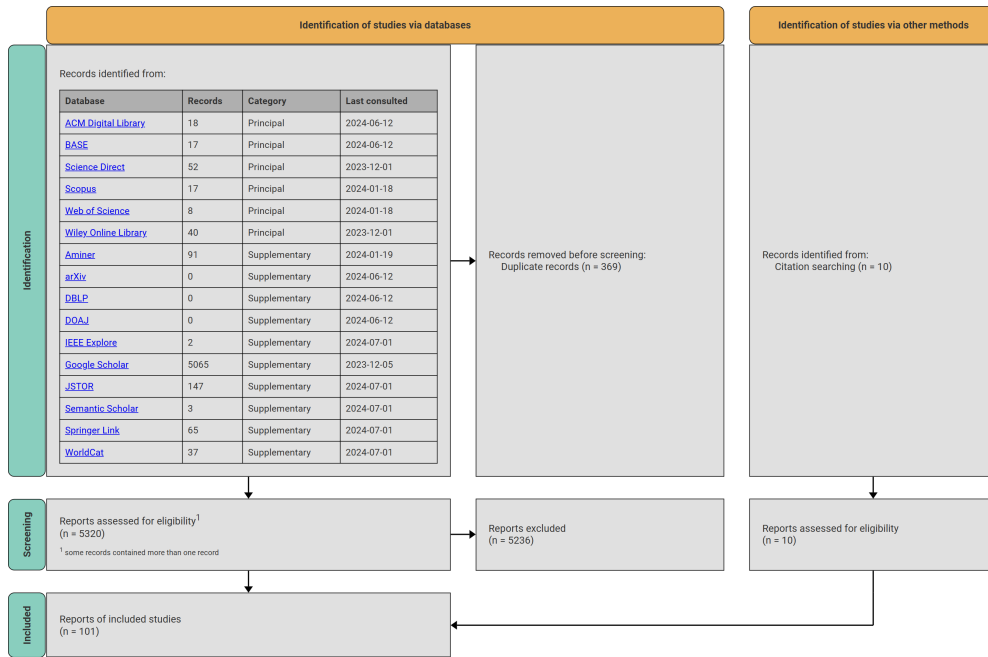 Identification of studies via databases
Identification of studies via other methods
Identification
Records identified from:
Database Records Category Last consulted
ACM Digital Library 18 Principal 2024-06-12
BASE 17 Principal 2024-06-12
Science Direct 52 Principal 2023-12-01
Scopus 17 Principal 2024-01-18
Web of Science 8 Principal 2024-01-18
Wiley Online Library 40 Principal 2023-12-01
Aminer 91 Supplementary 2024-01-19
arXiv 0 Supplementary 2024-06-12
DBLP 0 Supplementary 2024-06-12
DOAJ 0 Supplementary 2024-06-12
IEEE Explore 2 Supplementary 2024-07-01
Google Scholar 5065 Supplementary 2023-12-05
JSTOR 147 Supplementary 2024-07-01
Semantic Scholar 3 Supplementary 2024-07-01
Springer Link 65 Supplementary 2024-07-01
WorldCat 37 Supplementary 2024-07-01
Records removed before screening:
Duplicate records (n = 369)
Records identified from:
Citation searching (n = 10)
Screening
Reports assessed for eligibility1
(n = 5320)
1 some records contained more than one record
Reports excluded
(n = 5236)
Reports assessed for eligibility
(n = 10)
Included
Reports of included studies
(n = 101)